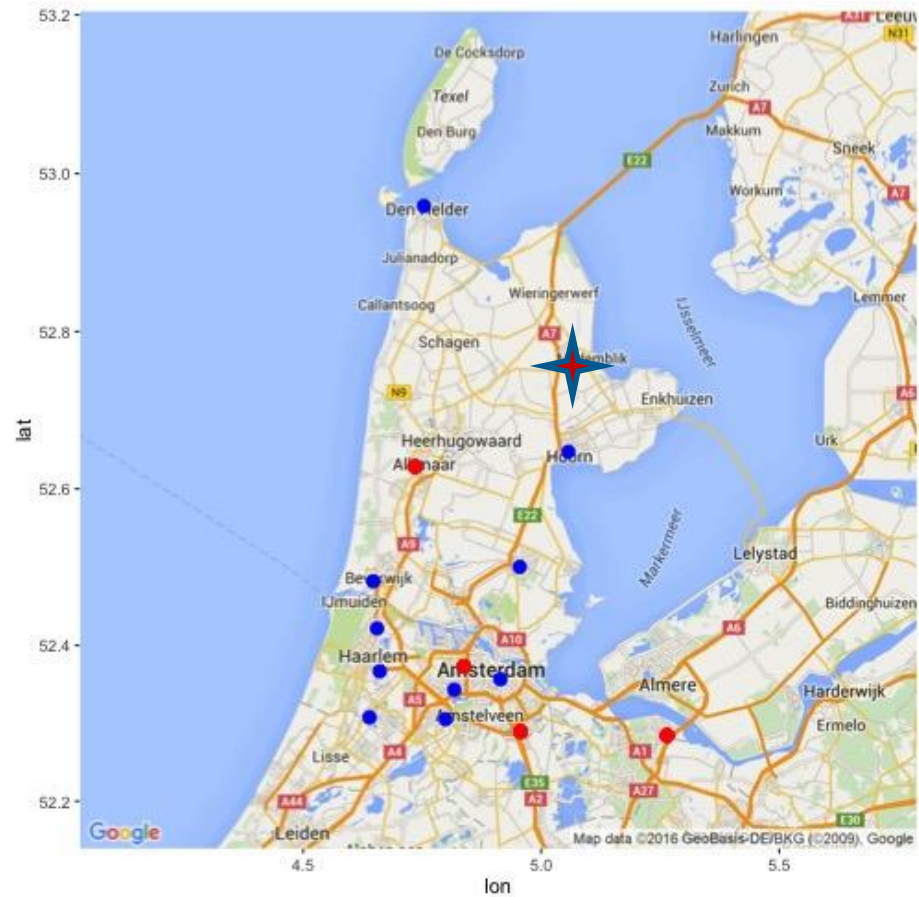 53.2
A31
Leeuw
Harlingen
N31
De Cocksdorp
Zurich
Texel
A7
Makkum
Den Burg
Sneek
E22
53.0
Workum
A7
Den Helder
Julianadorp
Wieringerwerf
Lemmer
Callantsoog
IJsselmeer
52.8
A7
Schagen
Medemblik
N9
A6
Enkhuizen
Heerhugowaard
Urk
lat
Hoorn
Alkmaar
52.6
E22
Markermeer
A9
Lelystad
Beverwijk
IJmuiden
Biddinghuizen
A6
52.4
A10
Haarlem
Amsterdam
Almere
Harderwijk
A5
Amstelveen
Ermelo
A4
A1
Lisse
E35
A27
52.2
A44
A2
E30
Google
Leiden
Map data ©2016 GeoBasis-DE/BKG (©2009), Google
4.5
5.0
5.5
lon